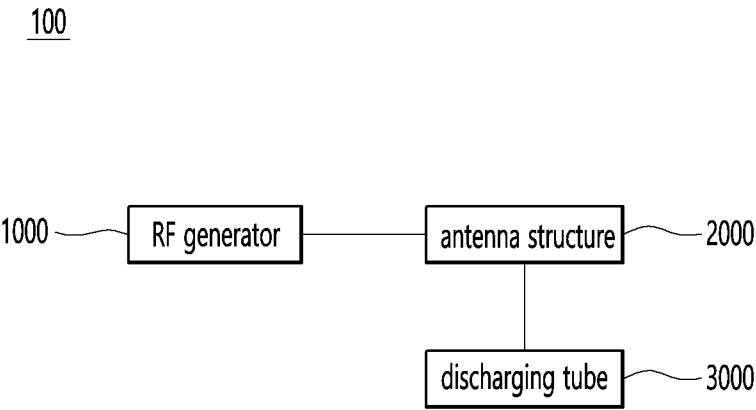 100
1000 RF generator antenna structure 2000
discharging tube 3000